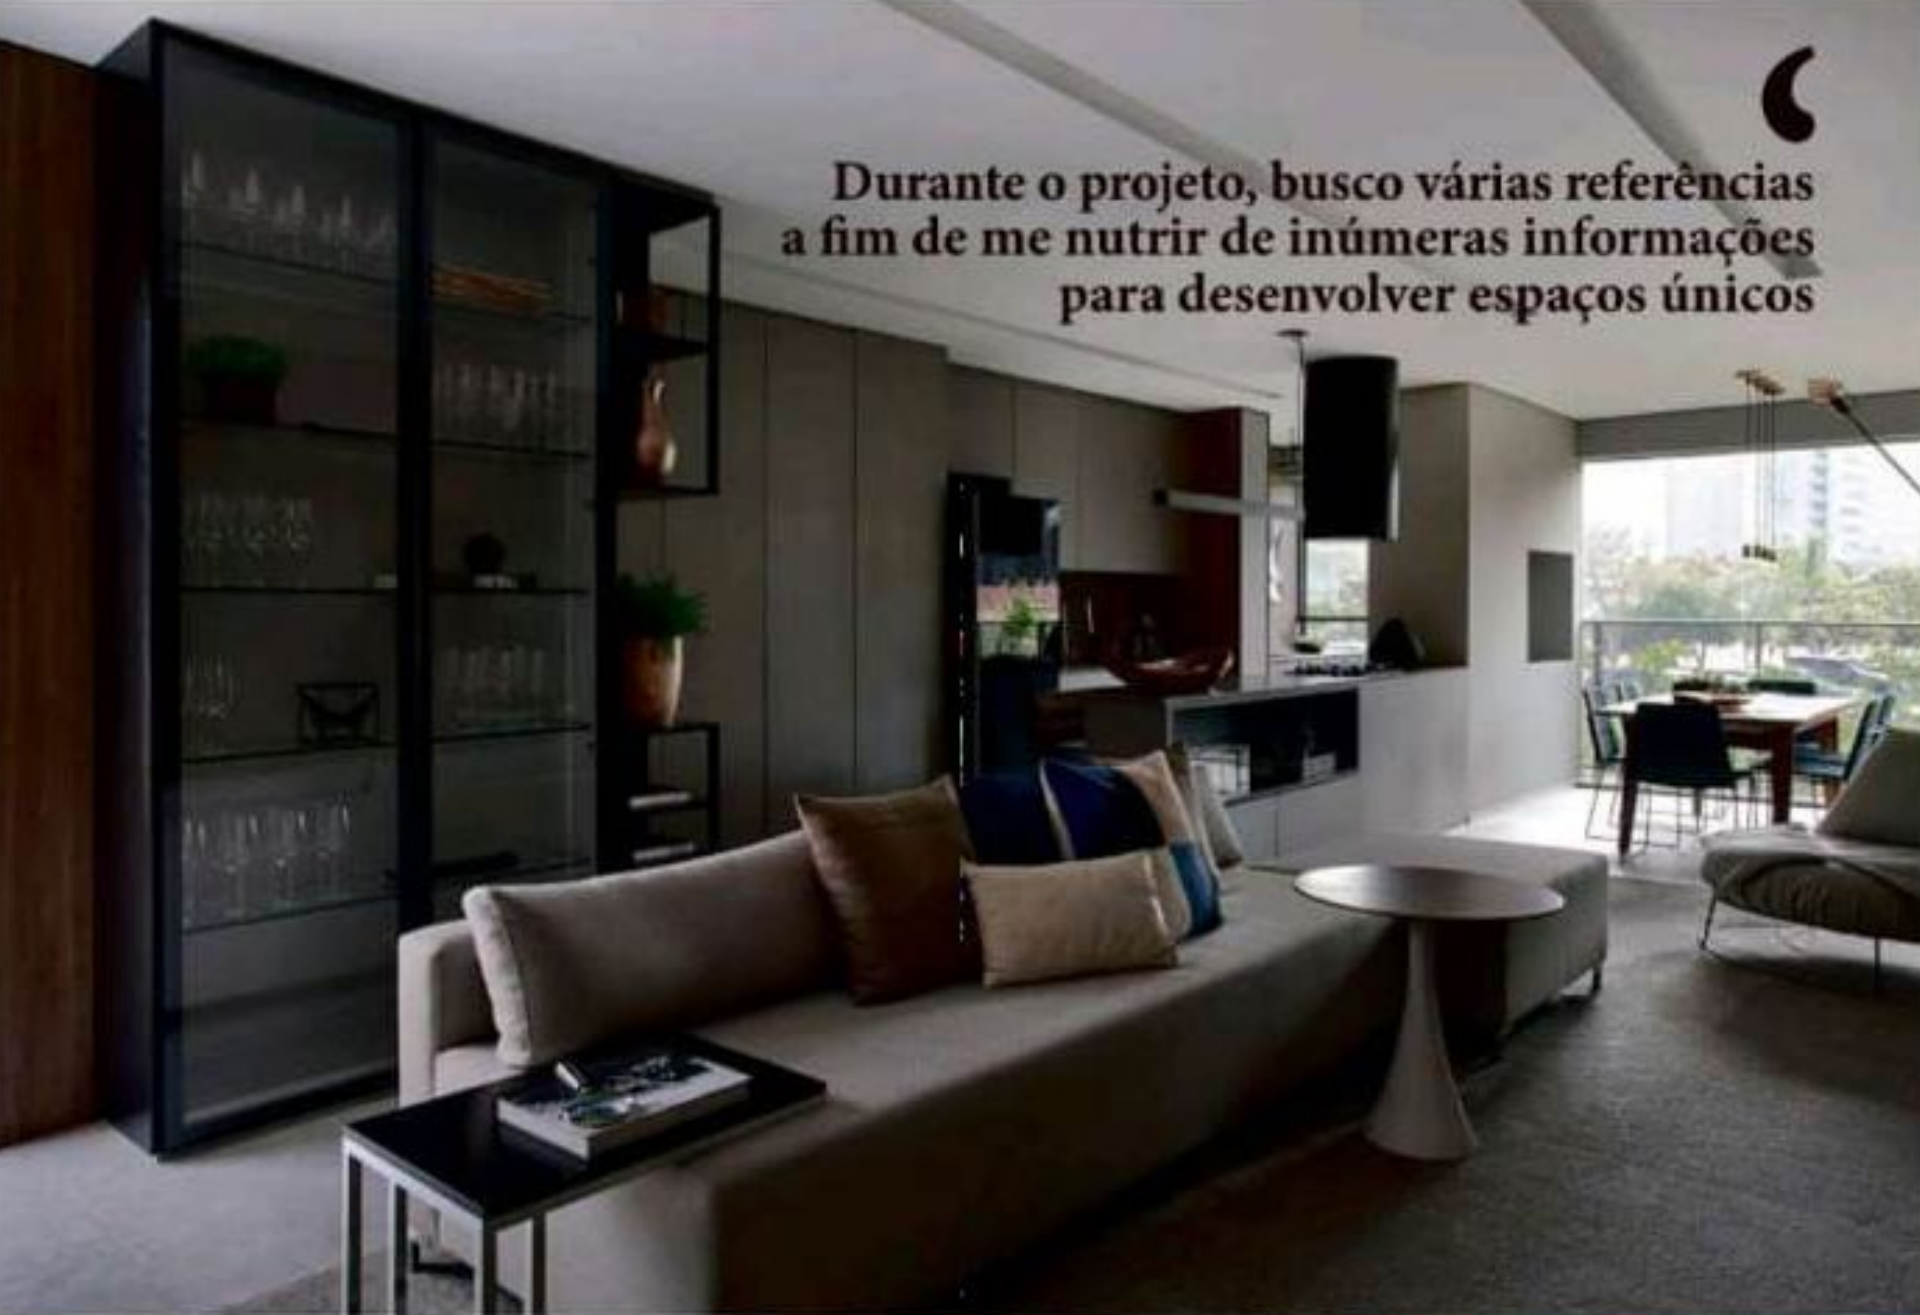 Durante o projeto, busco várias referências
a fim de me nutrir de inúmeras informações
para desenvolver espaços únicos